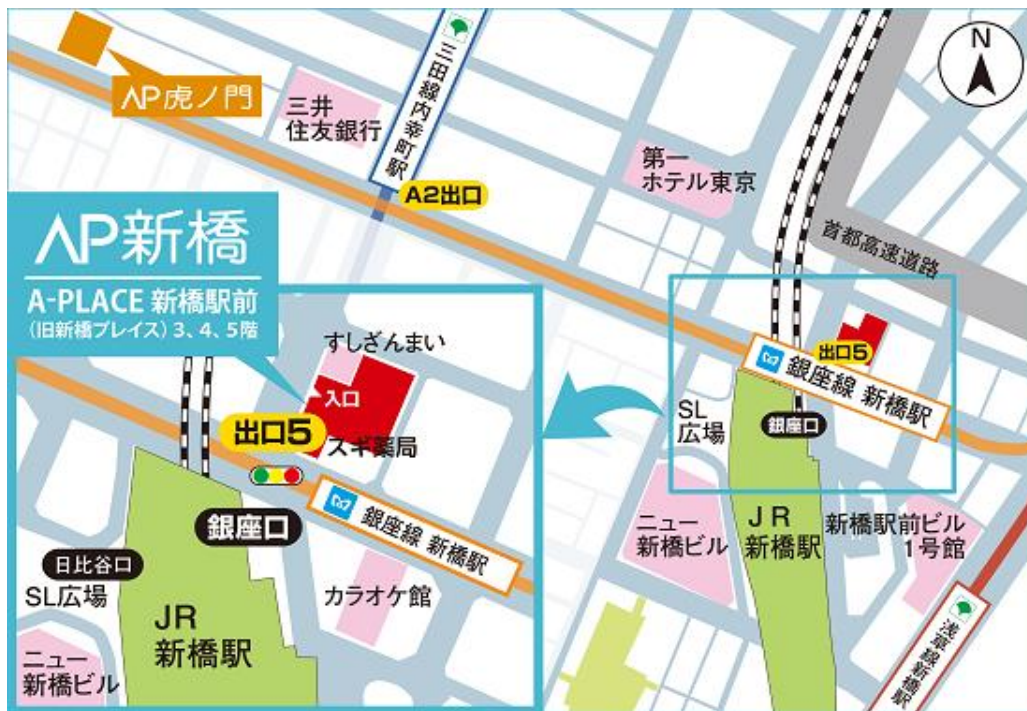 N
AP虎ノ門
三井
住友銀行
三田線内幸町駅
A2出口
第一
ホテル東京
首都高速道路
AP新橋
A-PLACE 新橋駅前
(旧新橋プレイス) 3、4、5階
すしざんまい
入口
出口5
スギ薬局
銀座線 新橋駅
銀座口
日比谷口
SL広場
JR
新橋駅
カラオケ館
ニュー
新橋ビル
出口5
銀座線 新橋駅
SL
広場
銀座口
ニュー
新橋ビル
JR
新橋駅
新橋駅前ビル
1号館
浅草線新橋駅